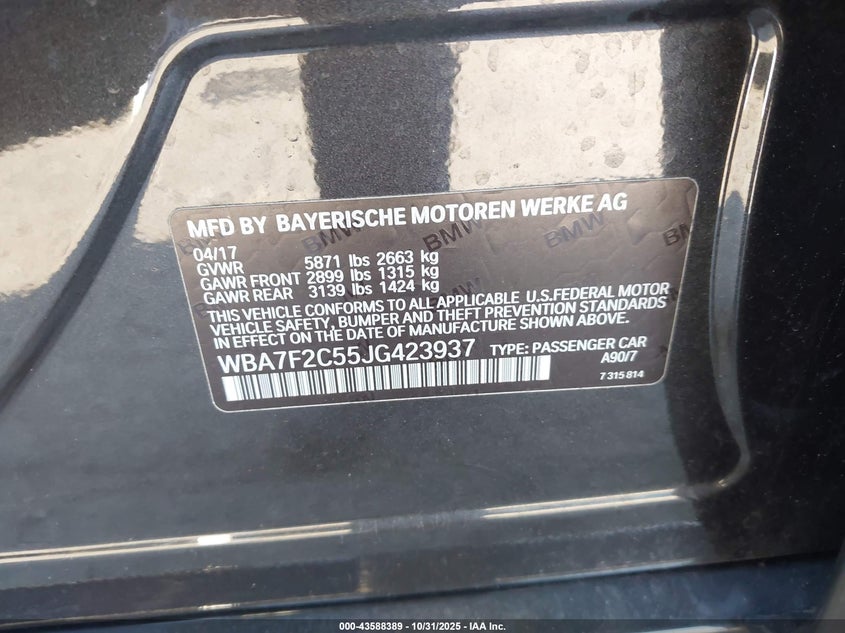 MFD BY BAYERISCHE MOTOREN WERKE AG
04/17
GVWR 5871 lbs 2663 kg
GAWR FRONT 2899 lbs 1315 kg
GAWR REAR 3139 lbs 1424 kg
THIS VEHICLE CONFORMS TO ALL APPLICABLE U.S.FEDERAL MOTOR
VEHICLE SAFETY, BUMPER AND THEFT PREVENTION STANDARDS
IN EFFECT ON THE DATE OF MANUFACTURE SHOWN ABOVE.
WBA7F2C55JG423937 TYPE: PASSENGER CAR
A90/7
7 315 814
BMW
BMW
BMW
000-43588389 - 10/31/2025 - IAA Inc.